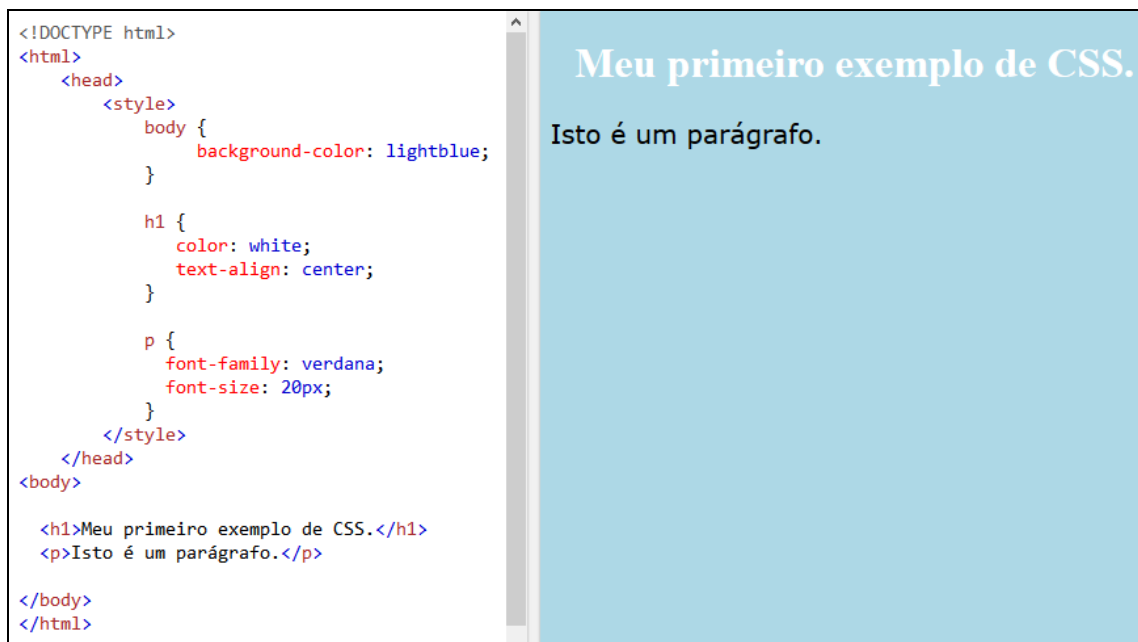 <!DOCTYPE html>
<html>
    <head>
        <style>
            body {
                 background-color: lightblue;
            }

            h1 {
               color: white;
               text-align: center;
            }

            p {
              font-family: verdana;
              font-size: 20px;
            }
        </style>
    </head>
<body>

  <h1>Meu primeiro exemplo de CSS.</h1>
  <p>Isto é um parágrafo.</p>

</body>
</html>
Meu primeiro exemplo de CSS.
Isto é um parágrafo.